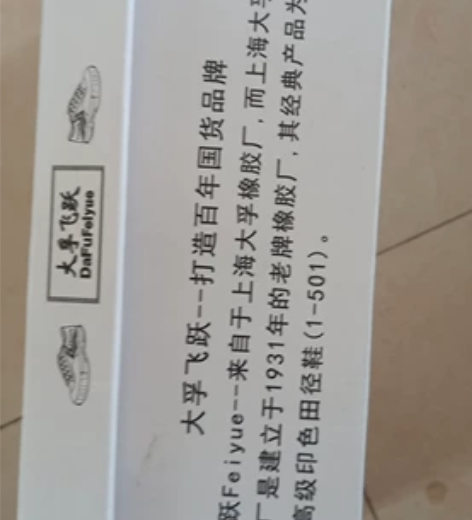 大孚飞跃
DaFuFeiyue
大孚飞跃--打造百年国货品牌
跃Feiyue--来自于上海大孚橡胶厂,而上海大孚
厂是建立于1931年的老牌橡胶厂,其经典产品为
高级印色田径鞋(1-501)。